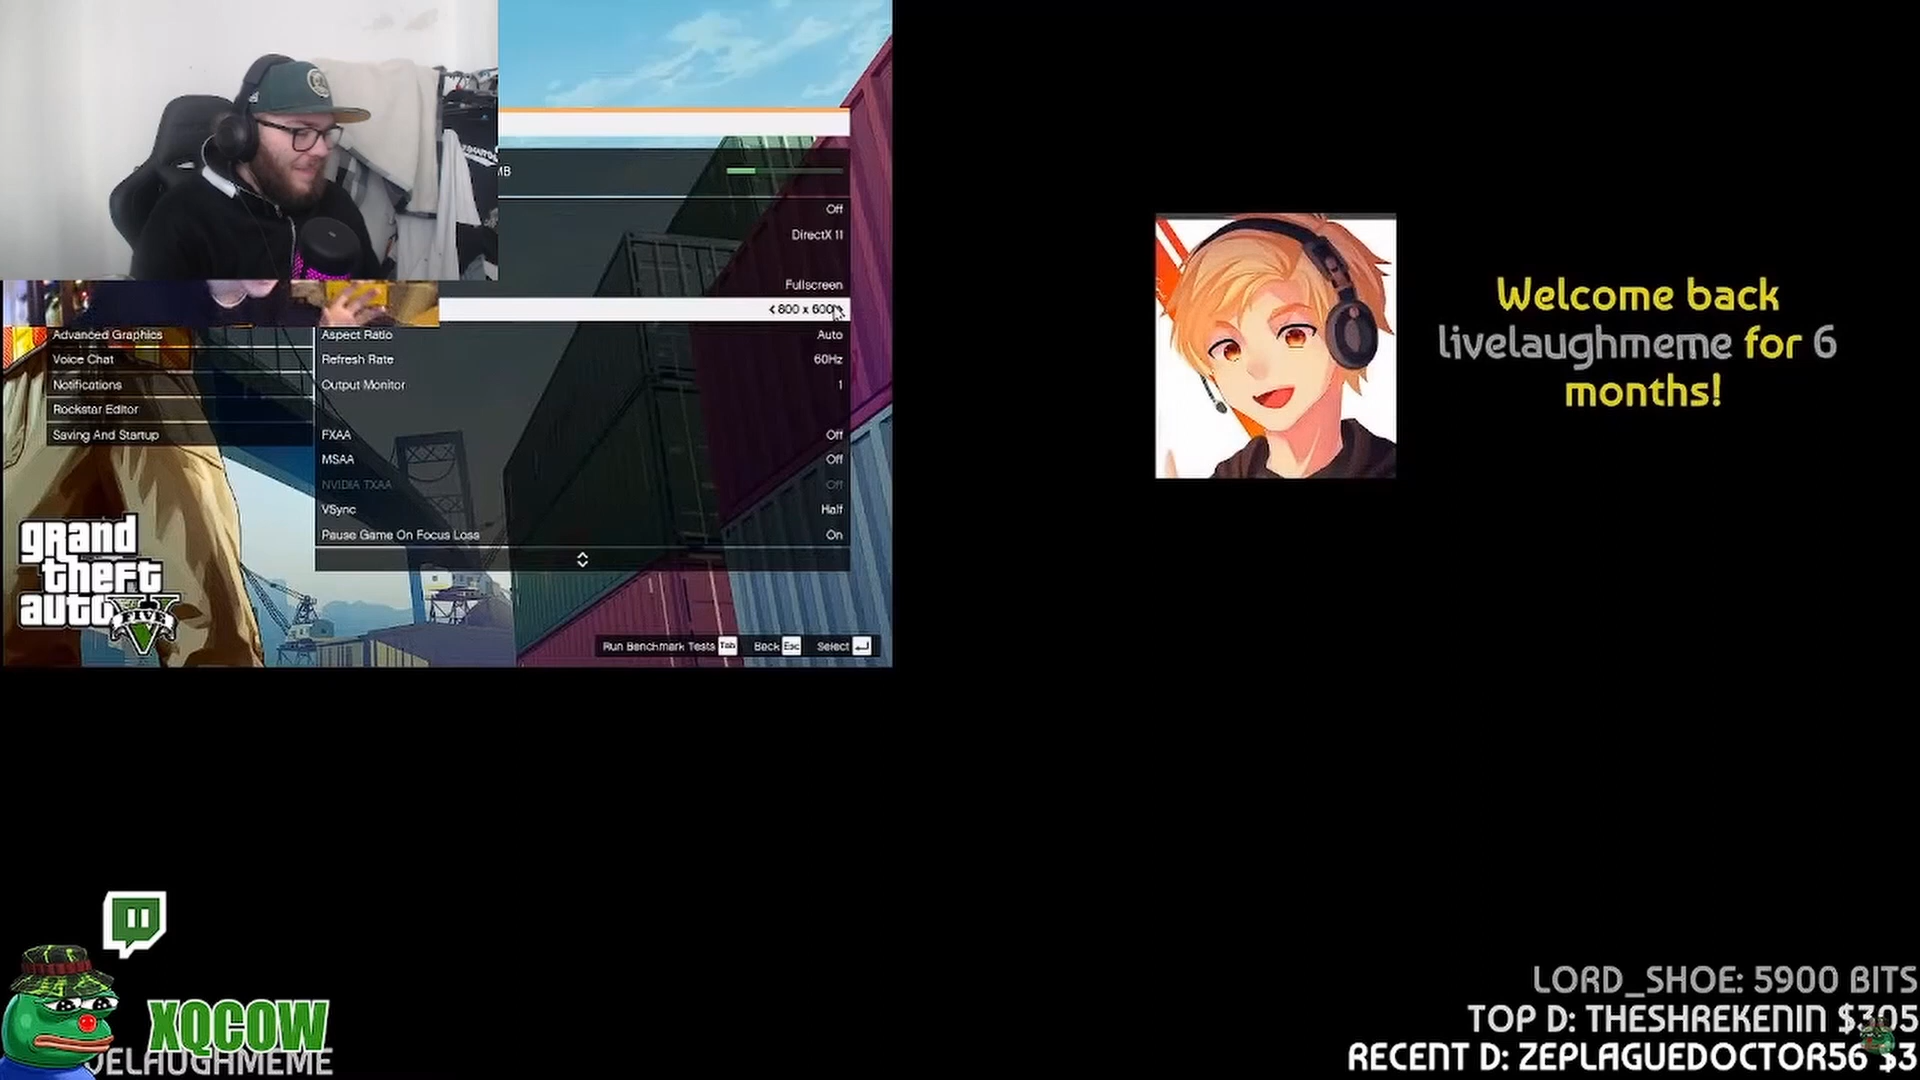 MB
Off
DirectX 11
Fullscreen
800 x 600
Advanced Graphics
Aspect Ratio
Auto
Voice Chat
Refresh Rate
60Hz
Notifications
Output Monitor
1
Rockstar Editor
Saving And Startup
FXAA
Off
MSAA
Off
NVIDIA TXAA
Off
VSync
Half
Pause Game On Focus Loss
On
grand
theft
auto V
FIVE
Run Benchmark Tests Tab
Back Esc
Select
Welcome back
livelaughmeme for 6
months!
XQCOW
VELAUGHMEME
LORD_SHOE: 5900 BITS
TOP D: THESHREKENIN $305
RECENT D: ZEPLAGUEDOCTOR56 $3